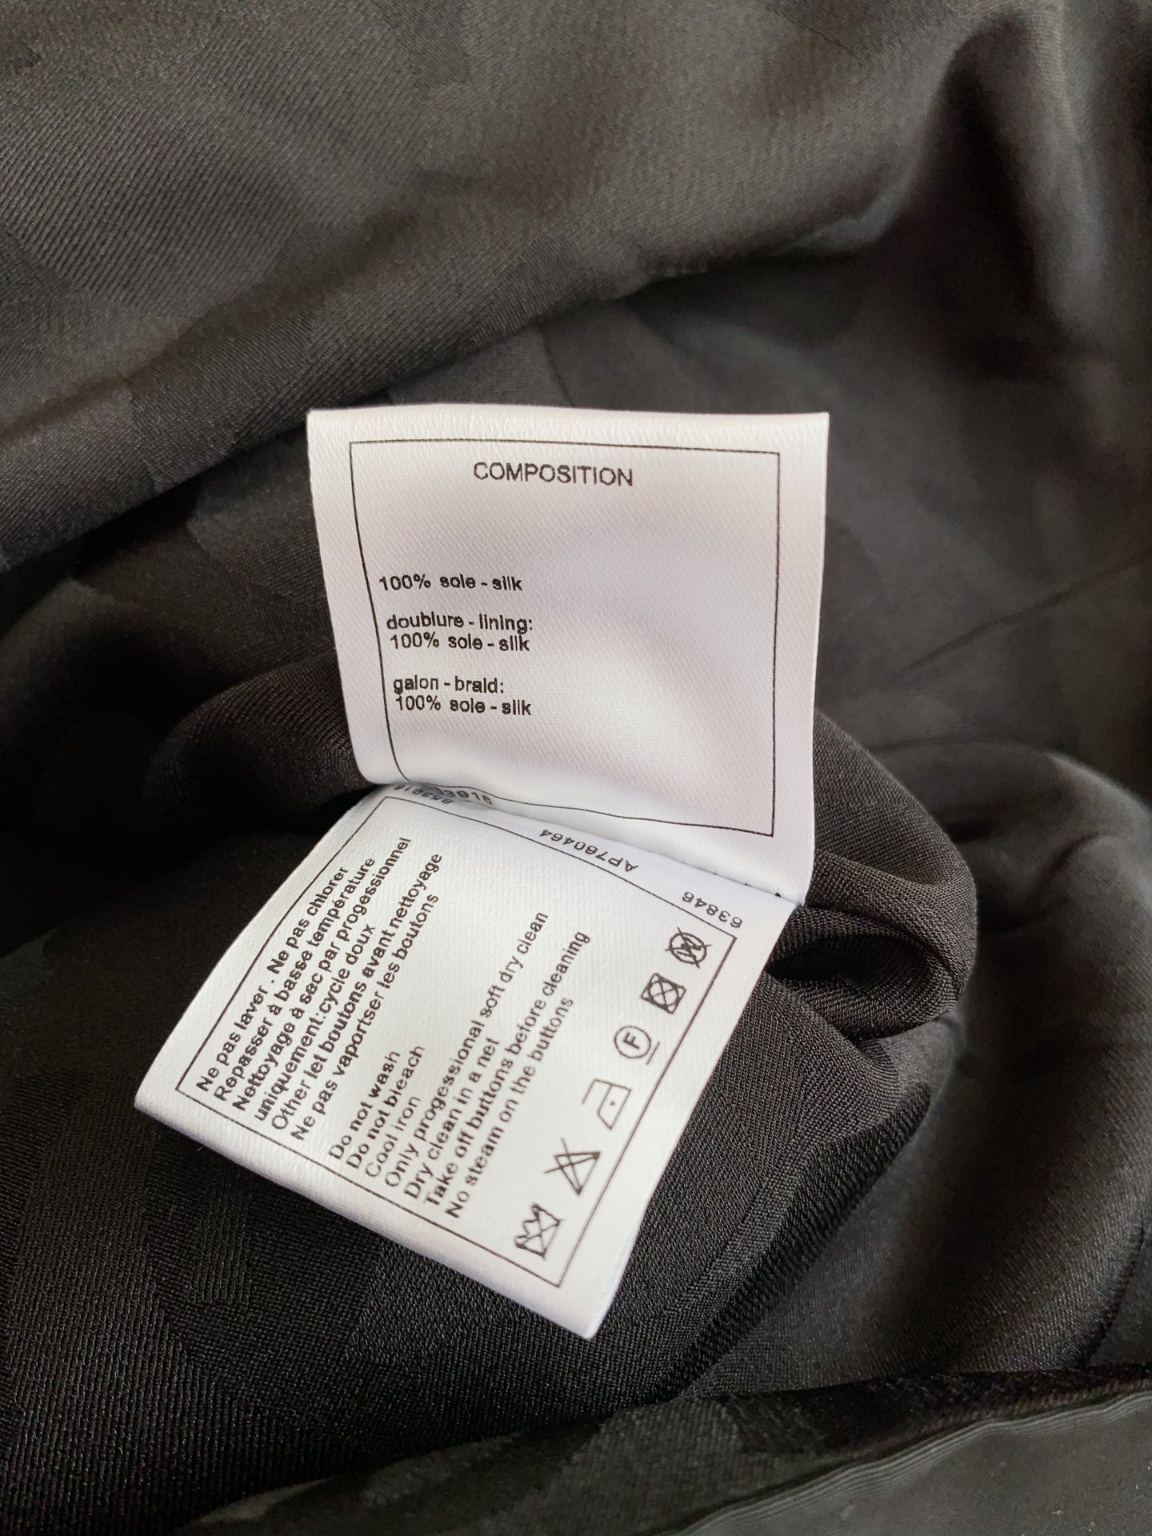 COMPOSITION
100% soie - silk
doublure - lining:
100% soie - silk
galon - braid:
100% soie - silk
AP760464
63846
Ne pas laver . Ne pas chlorer
Repasser à basse température
Nettoyage à sec par progessionnel
uniquement:cycle doux
Other let boutons avant nettoyage
Ne pas vaportser les boutons
Do not wash
Do not bleach
Cool iron
Only progessional soft dry clean
Dry clean in a net
Take off burttons before cleaning
No steam on the buttons
F